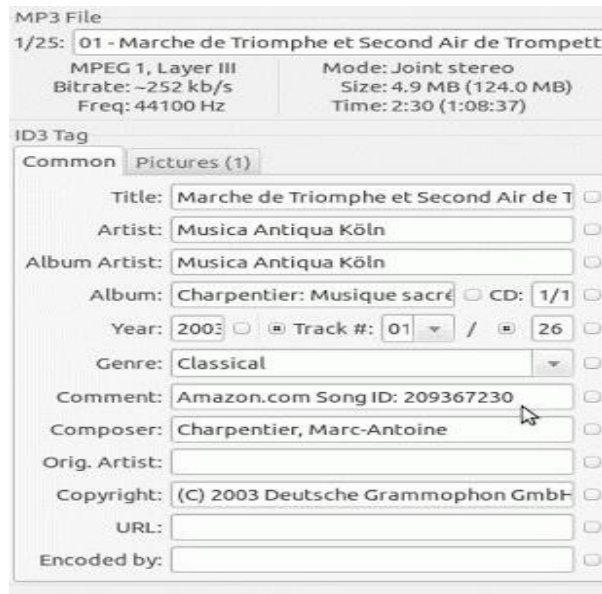 MP3 File
1/25: 01 - Marche de Triomphe et Second Air de Trompett
MPEG 1, Layer III Mode: Joint stereo
Bitrate: ~252 kb/s Size: 4.9 MB (124.0 MB)
Freq: 44100 Hz Time: 2:30 (1:08:37)
ID3 Tag
Common Pictures (1)
Title: Marche de Triomphe et Second Air de T
Artist: Musica Antiqua Köln
Album Artist: Musica Antiqua Köln
Album: Charpentier: Musique sacré CD: 1/1
Year: 2003 Track #: 01 / 26
Genre: Classical
Comment: Amazon.com Song ID: 209367230
Composer: Charpentier, Marc-Antoine
Orig. Artist:
Copyright: (C) 2003 Deutsche Grammophon GmbH
URL:
Encoded by: